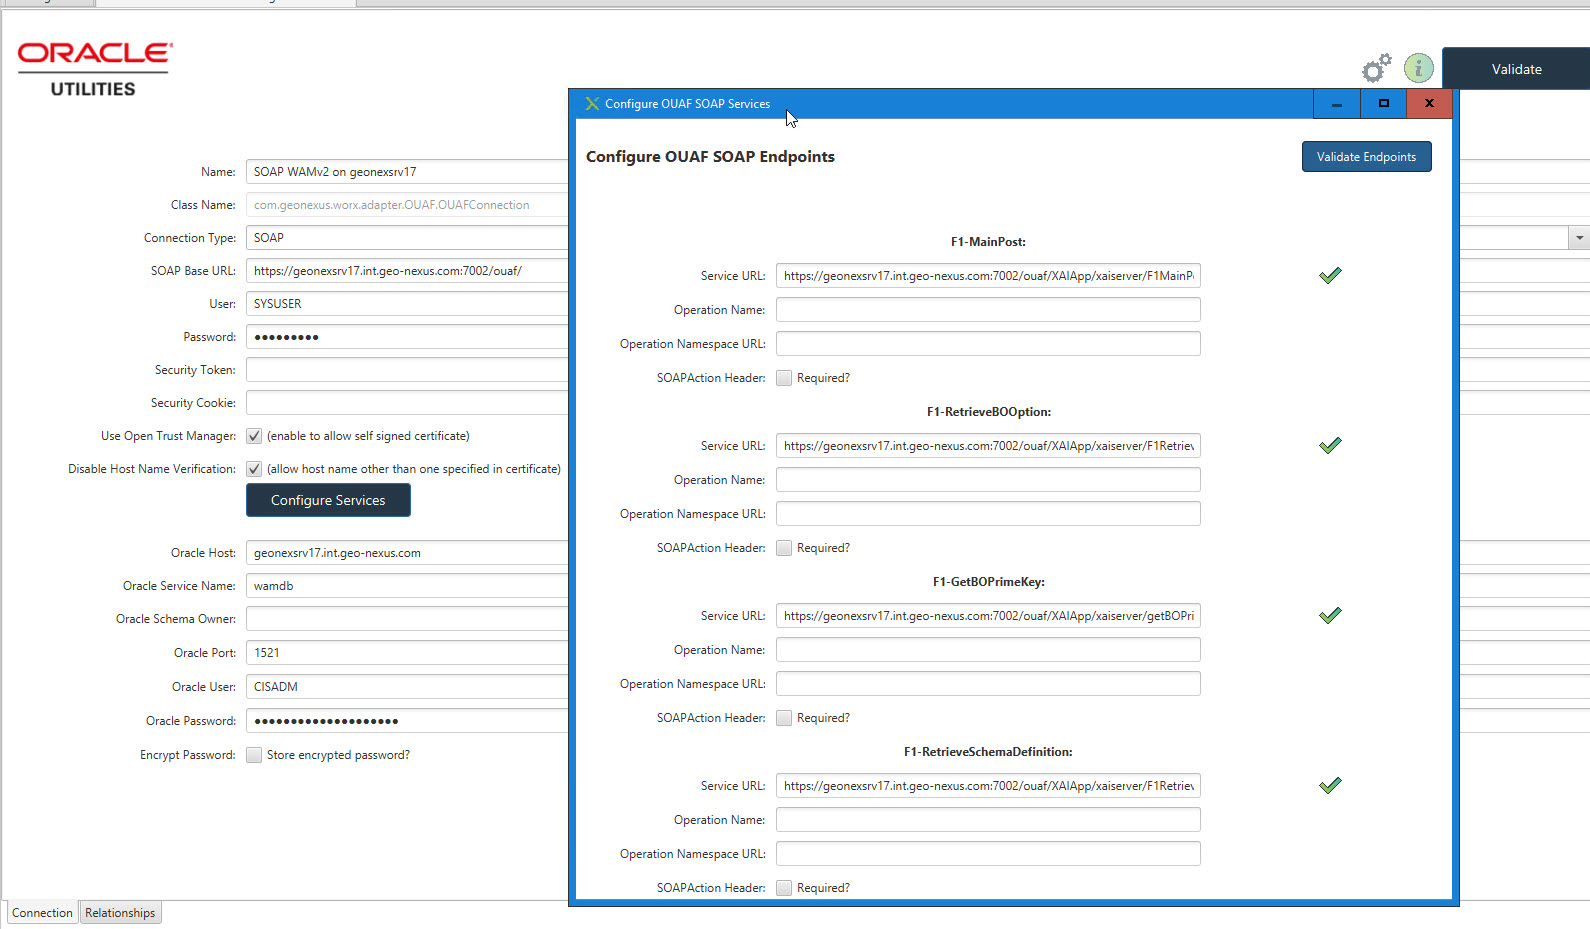 ORACLE
UTILITIES
Validate
Name: SOAP WAMv2 on geonexsrv17
Class Name: com.geonexus.worx.adapter.OUAF.OUAFConnection
Connection Type: SOAP
SOAP Base URL: https://geonexsrv17.int.geo-nexus.com:7002/ouaf/
User: SYSUSER
Password: •••••••••
Security Token:
Security Cookie:
Use Open Trust Manager: (enable to allow self signed certificate)
Disable Host Name Verification: (allow host name other than one specified in certificate)
Configure Services
Oracle Host: geonexsrv17.int.geo-nexus.com
Oracle Service Name: wamdb
Oracle Schema Owner:
Oracle Port: 1521
Oracle User: CISADM
Oracle Password: ••••••••••••••••••••
Encrypt Password: Store encrypted password?
Connection Relationships
Configure OUAF SOAP Services
Configure OUAF SOAP Endpoints
Validate Endpoints
F1-MainPost:
Service URL: https://geonexsrv17.int.geo-nexus.com:7002/ouaf/XAIApp/xaiserver/F1MainP
Operation Name:
Operation Namespace URL:
SOAPAction Header: Required?
F1-RetrieveBOOption:
Service URL: https://geonexsrv17.int.geo-nexus.com:7002/ouaf/XAIApp/xaiserver/F1Retriev
Operation Name:
Operation Namespace URL:
SOAPAction Header: Required?
F1-GetBOPrimeKey:
Service URL: https://geonexsrv17.int.geo-nexus.com:7002/ouaf/XAIApp/xaiserver/getBOPri
Operation Name:
Operation Namespace URL:
SOAPAction Header: Required?
F1-RetrieveSchemaDefinition:
Service URL: https://geonexsrv17.int.geo-nexus.com:7002/ouaf/XAIApp/xaiserver/F1Retriev
Operation Name:
Operation Namespace URL:
SOAPAction Header: Required?